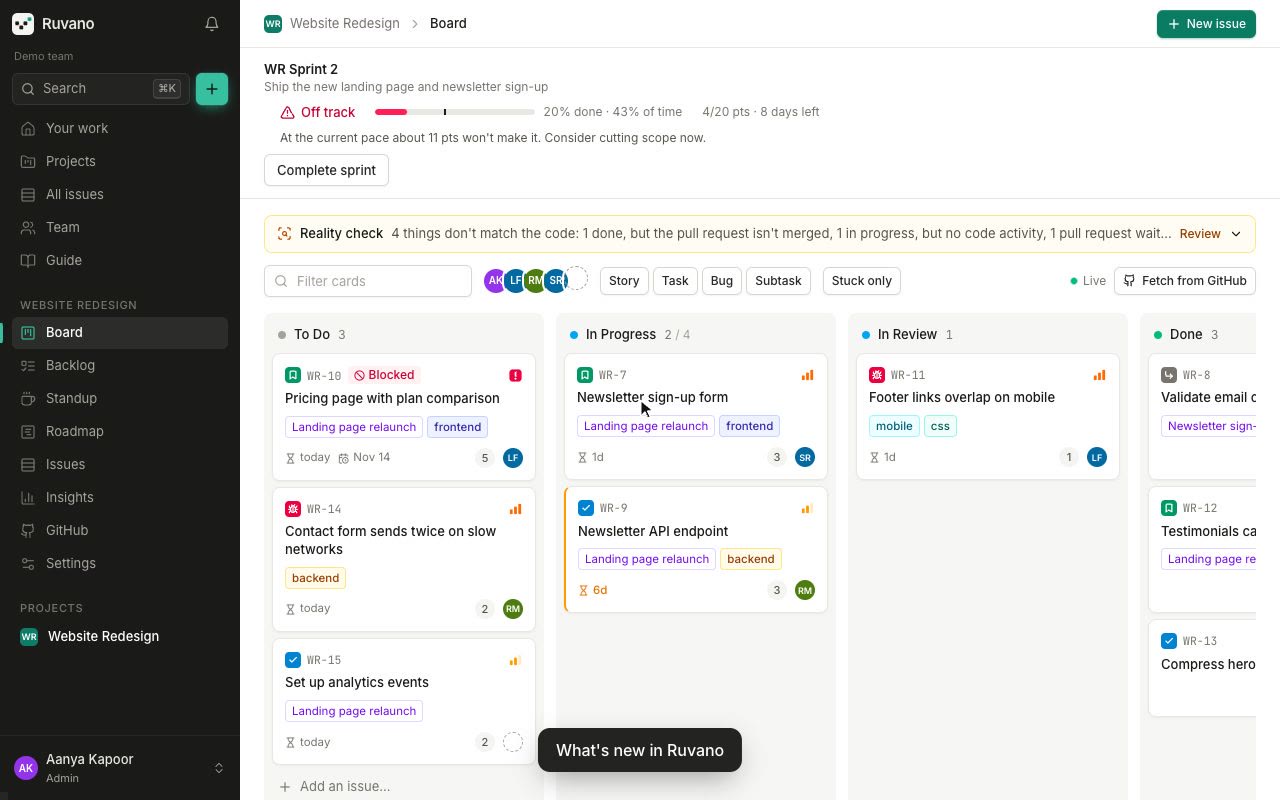 Ruvano
Demo team
Search ⌘K
Your work
Projects
All issues
Team
Guide
WEBSITE REDESIGN
Board
Backlog
Standup
Roadmap
Issues
Insights
GitHub
Settings
PROJECTS
WR Website Redesign
AK Aanya Kapoor
Admin
WR Website Redesign > Board
New issue
WR Sprint 2
Ship the new landing page and newsletter sign-up
Off track 20% done · 43% of time 4/20 pts · 8 days left
At the current pace about 11 pts won't make it. Consider cutting scope now.
Complete sprint
Reality check 4 things don't match the code: 1 done, but the pull request isn't merged, 1 in progress, but no code activity, 1 pull request wait... Review
Filter cards AK LF RM SR Story Task Bug Subtask Stuck only Live Fetch from GitHub
To Do 3
WR-10 Blocked
Pricing page with plan comparison
Landing page relaunch frontend
today Nov 14 5 LF
WR-14
Contact form sends twice on slow
networks
backend
today 2 RM
WR-15
Set up analytics events
Landing page relaunch
today 2
Add an issue...
In Progress 2 / 4
WR-7
Newsletter sign-up form
Landing page relaunch frontend
1d 3 SR
WR-9
Newsletter API endpoint
Landing page relaunch backend
6d 3 RM
In Review 1
WR-11
Footer links overlap on mobile
mobile css
1d 1 LF
Done 3
WR-8
Validate email
Newsletter sign-
WR-12
Testimonials
Landing page
WR-13
Compress hero
What's new in Ruvano